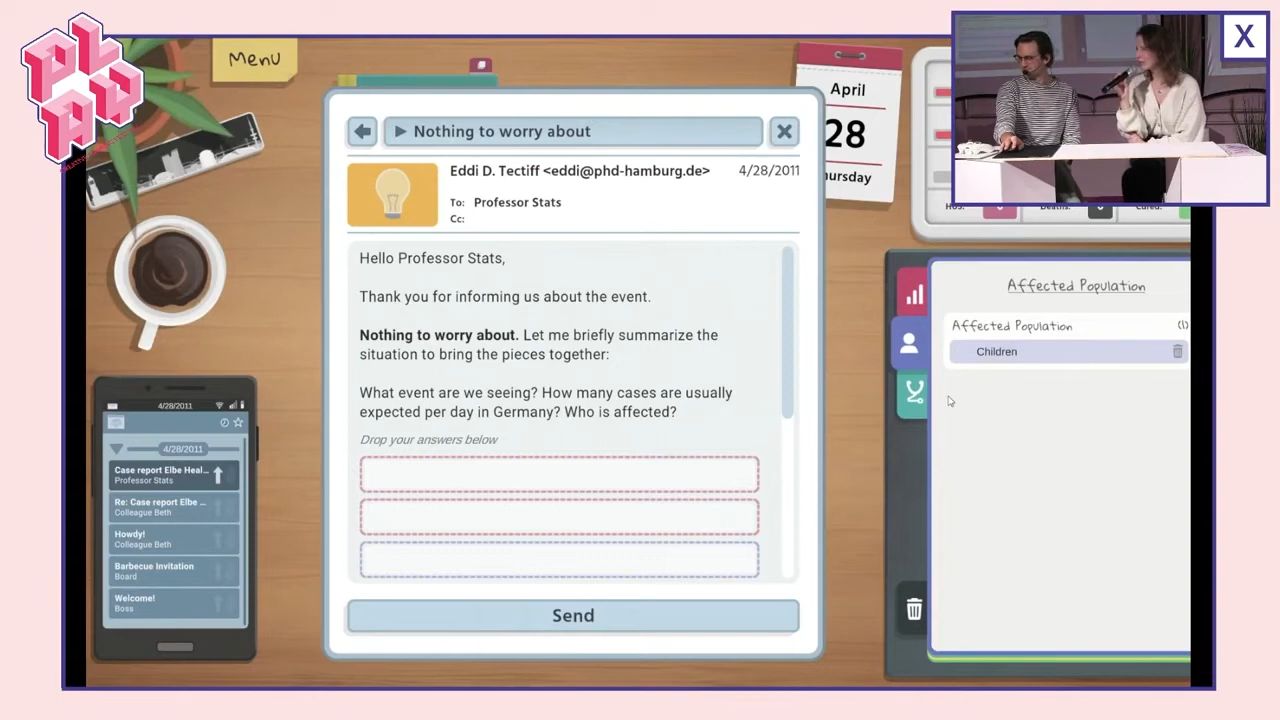 PLAY
Menu
X
April
28
hursday
▶ Nothing to worry about
Eddi D. Tectiff <eddi@phd-hamburg.de>
4/28/2011
To: Professor Stats
Cc:
Hello Professor Stats,
Thank you for informing us about the event.
Nothing to worry about. Let me briefly summarize the
situation to bring the pieces together:
What event are we seeing? How many cases are usually
expected per day in Germany? Who is affected?
Drop your answers below
Send
4/28/2011
4/28/2011
Case report Elbe Heal...
Professor Stats
Re: Case report Elbe ...
Colleague Beth
Howdy!
Colleague Beth
Barbecue Invitation
Board
Welcome!
Boss
Deaths:
Cured:
Affected Population
Affected Population (1)
Children